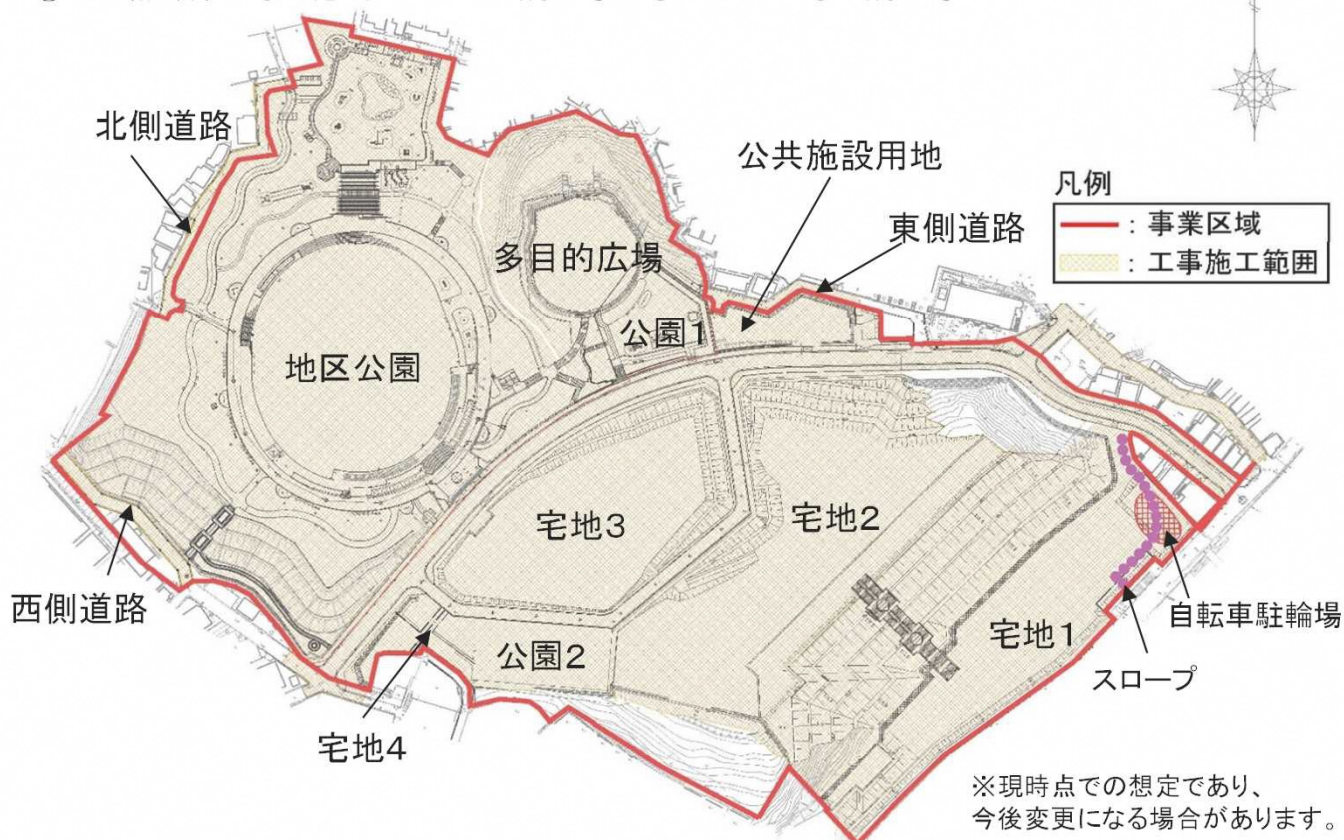 北側道路
公共施設用地
凡例
:事業区域
:工事施工範囲
東側道路
多目的広場
公園1
地区公園
宅地3
宅地2
西側道路
公園2
宅地1
自転車駐輪場
スロープ
宅地4
※現時点での想定であり、
今後変更になる場合があります。